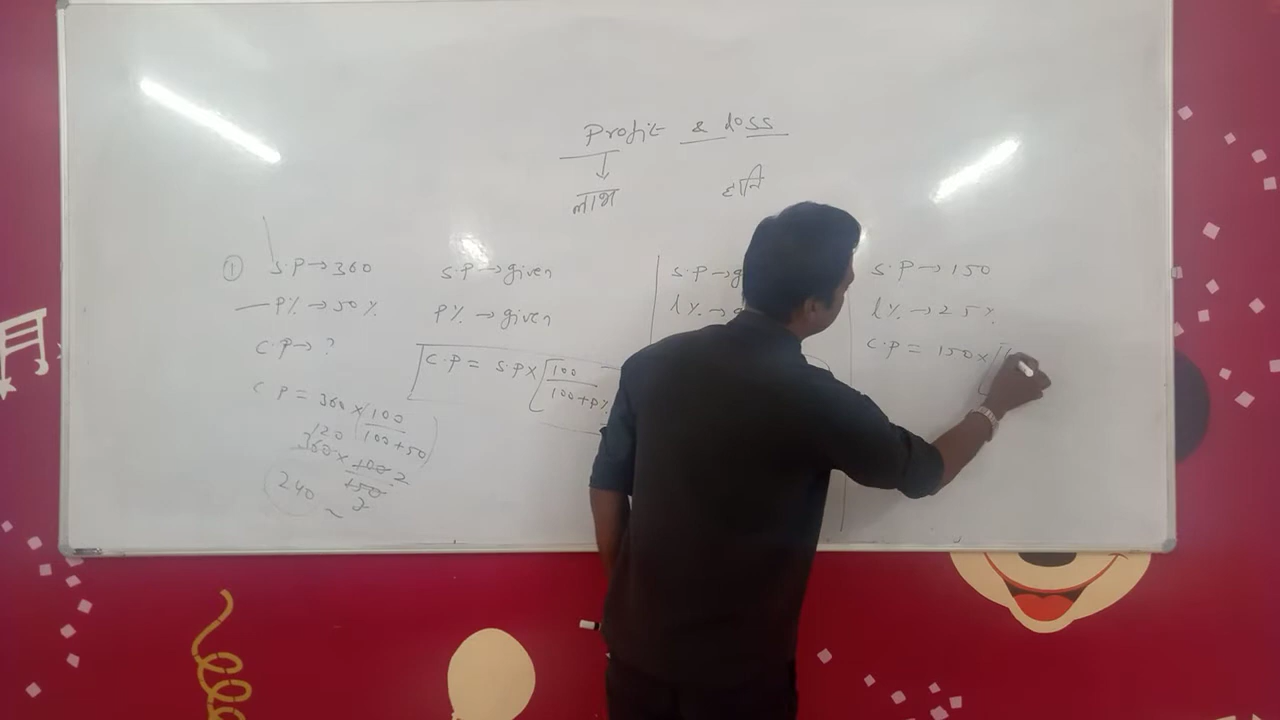 Profit & Loss
लाभ हानि
① S.P→360
P% → 50 %
C.P→ ?
C P = 360 × (100 / 100+50)
120
360 × 100 2
150
3
240
S.P→given
P% → given
C.P = S.P× [100 / 100+P%
S.P→g
l% →
S.P→150
l% → 25 %
C.P = 150× [